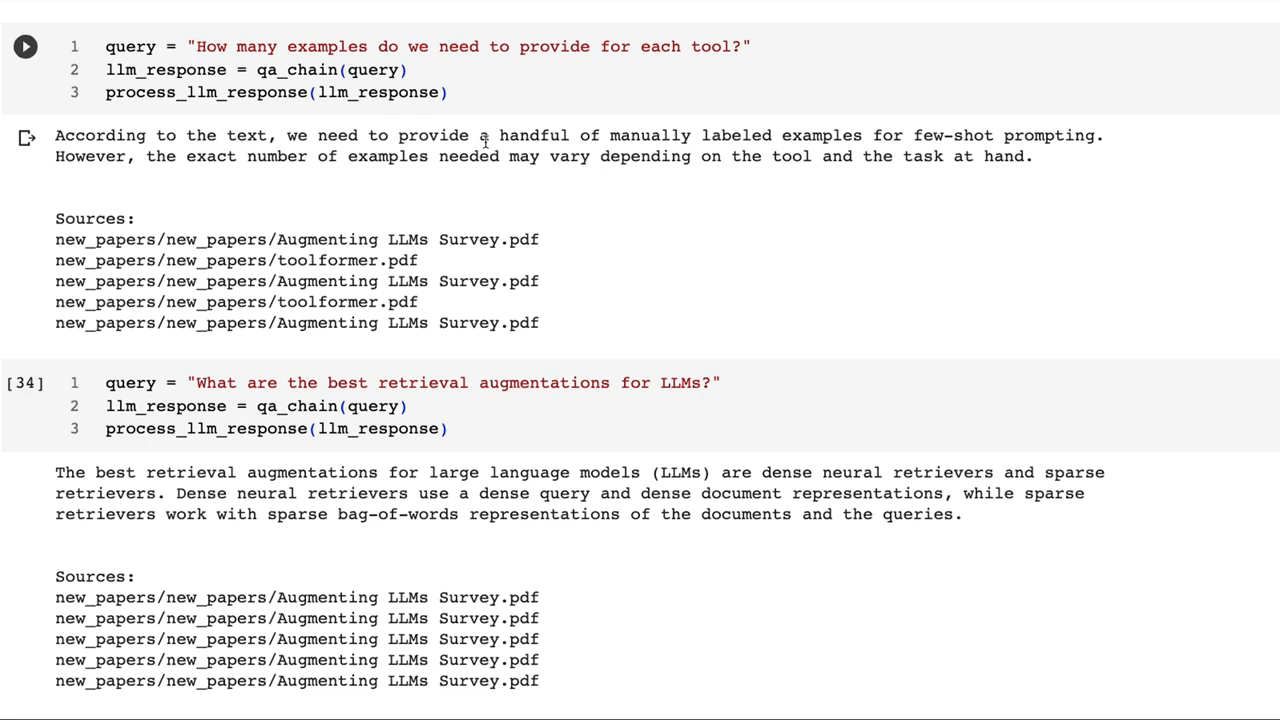 1 query = "How many examples do we need to provide for each tool?"
2 llm_response = qa_chain(query)
3 process_llm_response(llm_response)
According to the text, we need to provide a handful of manually labeled examples for few-shot prompting.
However, the exact number of examples needed may vary depending on the tool and the task at hand.
Sources:
new_papers/new_papers/Augmenting LLMs Survey.pdf
new_papers/new_papers/toolformer.pdf
new_papers/new_papers/Augmenting LLMs Survey.pdf
new_papers/new_papers/toolformer.pdf
new_papers/new_papers/Augmenting LLMs Survey.pdf
[34] 1 query = "What are the best retrieval augmentations for LLMs?"
2 llm_response = qa_chain(query)
3 process_llm_response(llm_response)
The best retrieval augmentations for large language models (LLMs) are dense neural retrievers and sparse
retrievers. Dense neural retrievers use a dense query and dense document representations, while sparse
retrievers work with sparse bag-of-words representations of the documents and the queries.
Sources:
new_papers/new_papers/Augmenting LLMs Survey.pdf
new_papers/new_papers/Augmenting LLMs Survey.pdf
new_papers/new_papers/Augmenting LLMs Survey.pdf
new_papers/new_papers/Augmenting LLMs Survey.pdf
new_papers/new_papers/Augmenting LLMs Survey.pdf